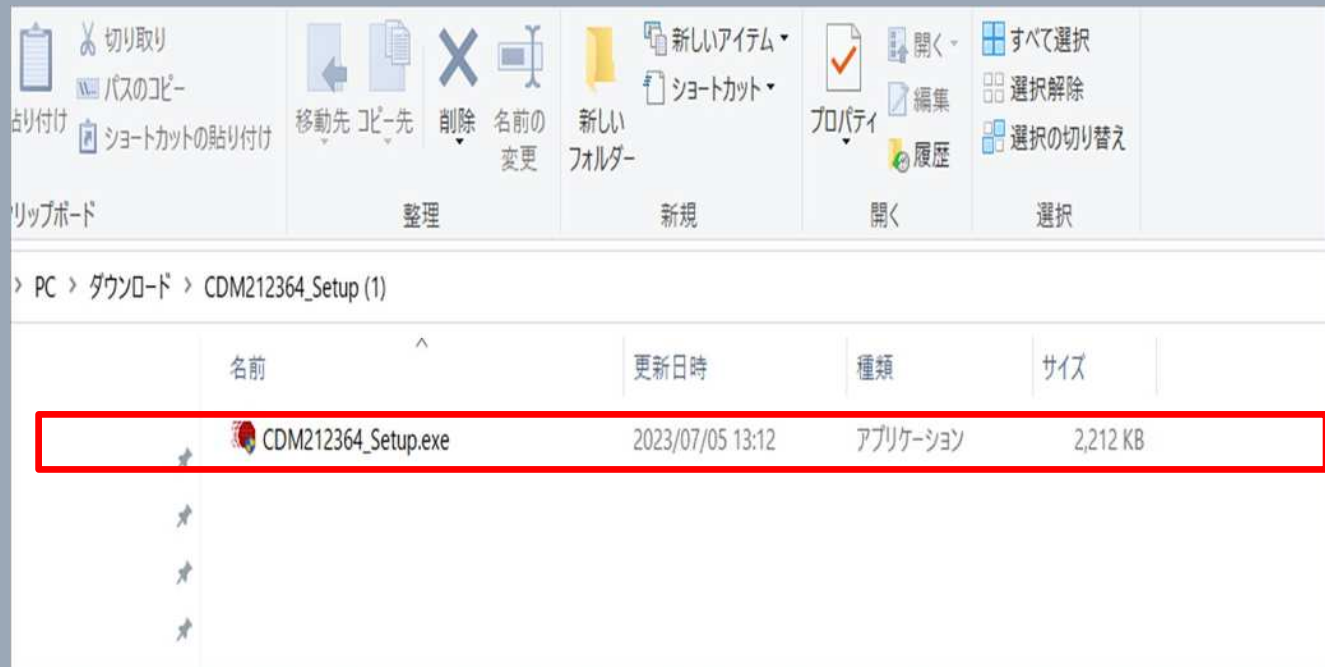 切り取り
パスのコピー
貼り付け
ショートカットの貼り付け
移動先
コピー先
削除
名前の
変更
新しい
フォルダー
新しいアイテム
ショートカット
プロパティ
開く
編集
履歴
すべて選択
選択解除
選択の切り替え
リップボード
整理
新規
開く
選択
› PC › ダウンロード › CDM212364_Setup (1)
名前 更新日時 種類 サイズ
CDM212364_Setup.exe 2023/07/05 13:12 アプリケーション 2,212 KB